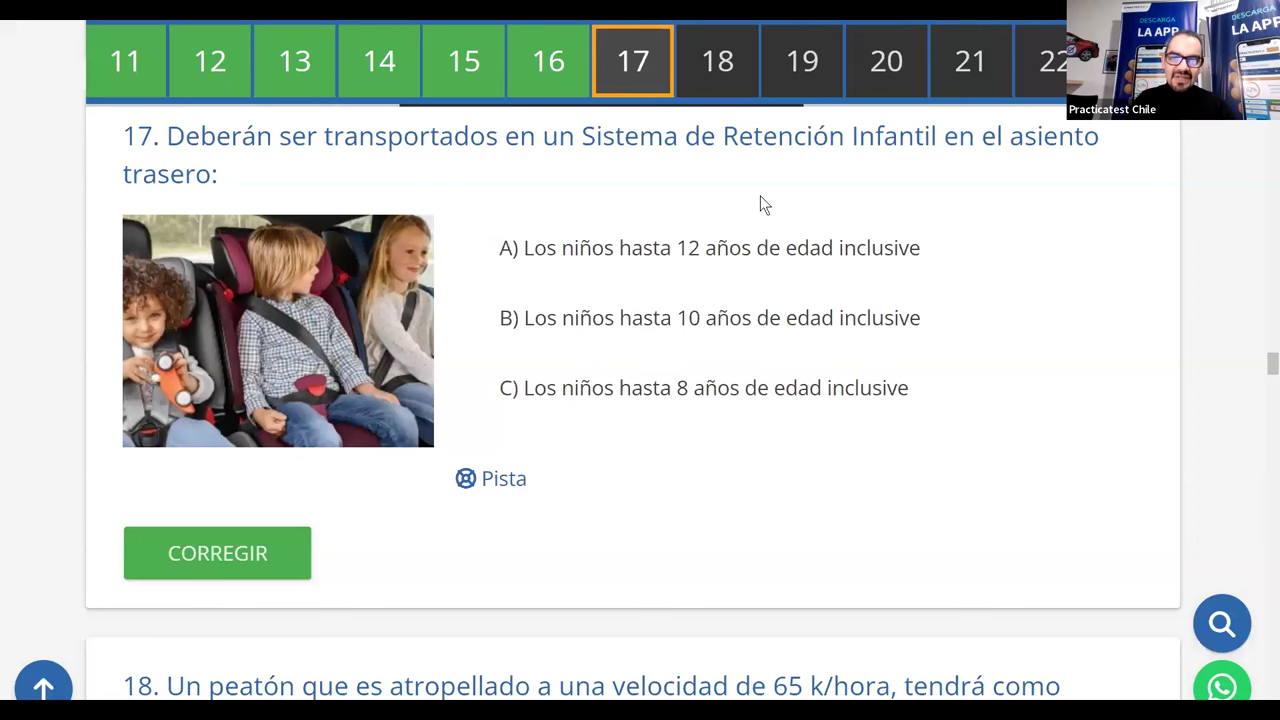 11 12 13 14 15 16 17 18 19 20 21 22
DESCARGA
LA APP
DESCARGA
LA APP
Practicatest Chile
17. Deberán ser transportados en un Sistema de Retención Infantil en el asiento
trasero:
A) Los niños hasta 12 años de edad inclusive
B) Los niños hasta 10 años de edad inclusive
C) Los niños hasta 8 años de edad inclusive
Pista
CORREGIR
18. Un peatón que es atropellado a una velocidad de 65 k/hora, tendrá como